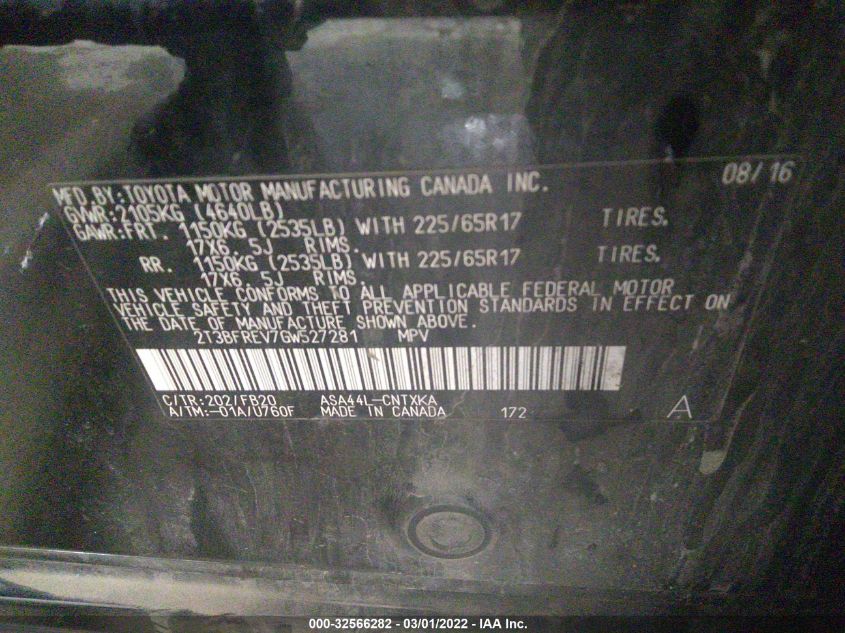 MFD BY:TOYOTA MOTOR MANUFACTURING CANADA INC. 08/16
GVWR:2105KG (4640LB)
GAWR:FRT. 1150KG (2535LB) WITH 225/65R17 TIRES.
17X6.5J RIMS.
RR. 1150KG (2535LB) WITH 225/65R17 TIRES.
17X6.5J RIMS.
THIS VEHICLE CONFORMS TO ALL APPLICABLE FEDERAL MOTOR
VEHICLE SAFETY AND THEFT PREVENTION STANDARDS IN EFFECT ON
THE DATE OF MANUFACTURE SHOWN ABOVE.
2T3BFREV7GW527281 MPV
C/TR:202/FB20 ASA44L-CNTXKA
A/TM:-01A/U760F MADE IN CANADA 172 A
000-32566282 - 03/01/2022 - IAA Inc.